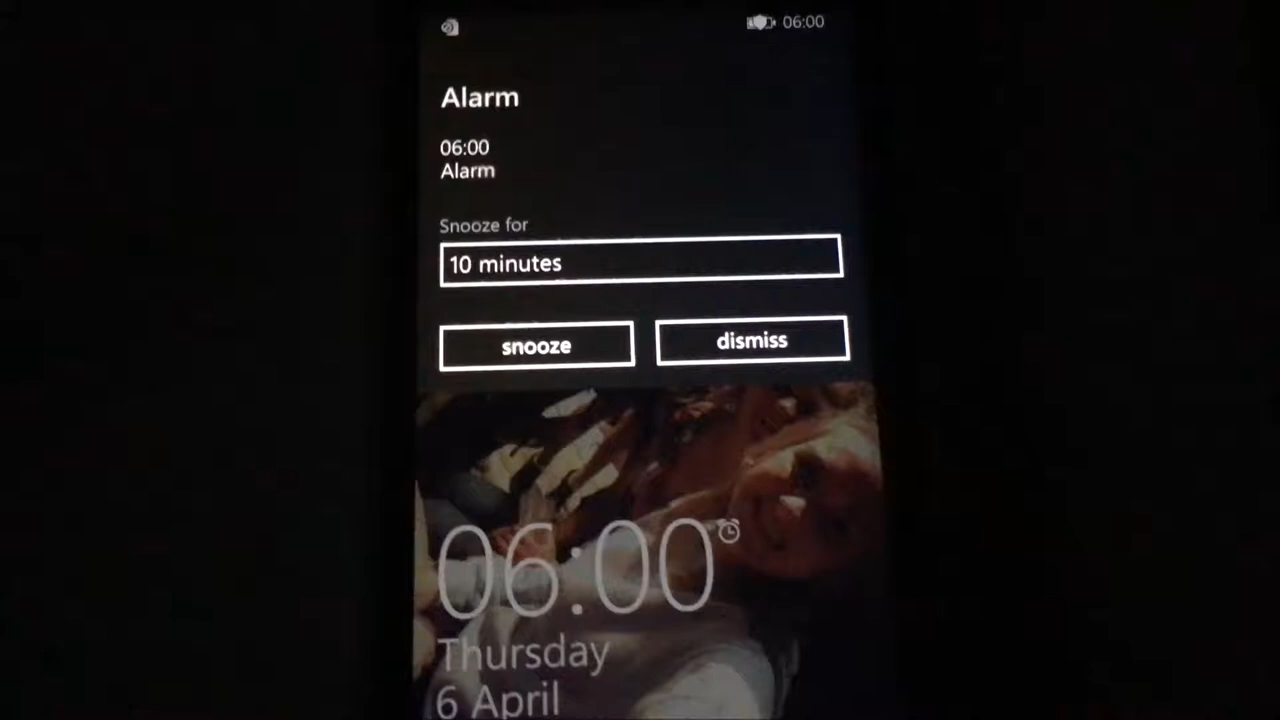 06:00
Alarm
06:00
Alarm
Snooze for
10 minutes
snooze
dismiss
06:00
Thursday
6 April